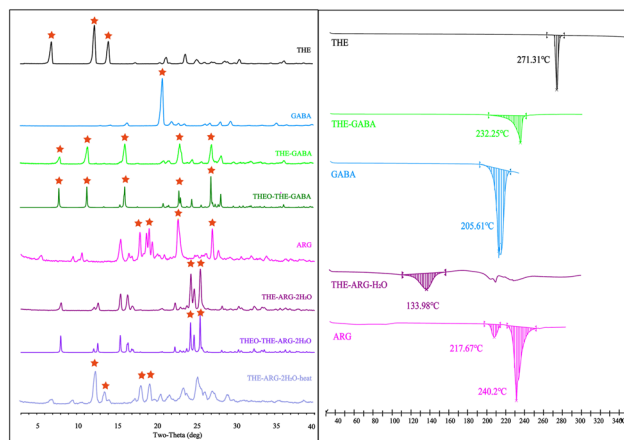 THE
GABA
THE-GABA
THEO-THE-GABA
ARG
THE-ARG-2H₂O
THEO-THE-ARG-2H₂O
THE-ARG-2H₂O-heat
5 10 15 20 25 30 35 40
Two-Theta (deg)
THE
271.31℃
THE-GABA
232.25℃
GABA
205.61℃
THE-ARG-H₂O
133.98℃
ARG
217.67℃
240.2℃
30 40 60 80 100 120 140 160 180 200 220 240 260 280 300 320 340 360 380